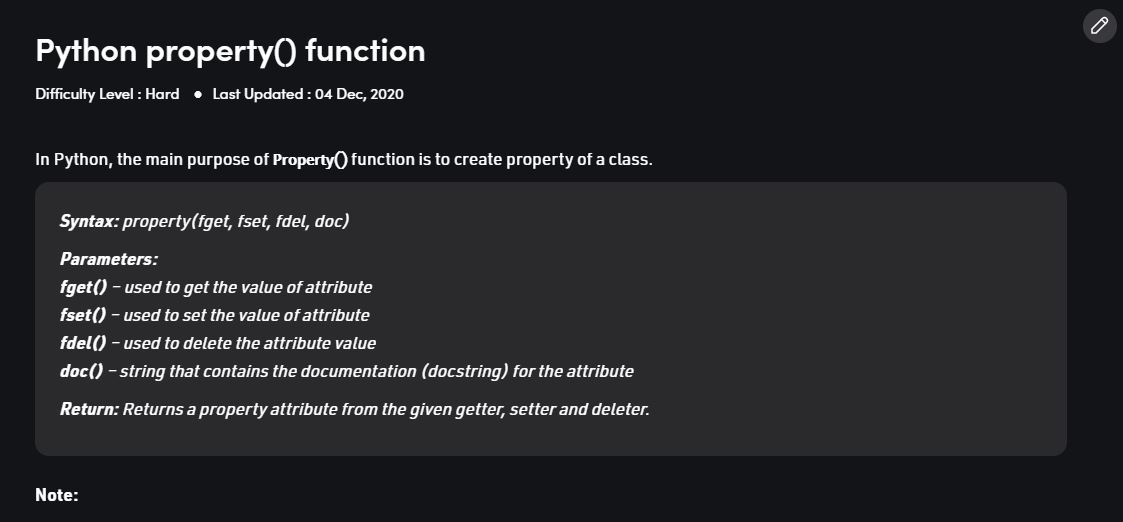 Python property() function
Difficulty Level : Hard ● Last Updated : 04 Dec, 2020
In Python, the main purpose of Property() function is to create property of a class.
Syntax: property(fget, fset, fdel, doc)
Parameters:
fget() – used to get the value of attribute
fset() – used to set the value of attribute
fdel() – used to delete the attribute value
doc() – string that contains the documentation (docstring) for the attribute
Return: Returns a property attribute from the given getter, setter and deleter.
Note: